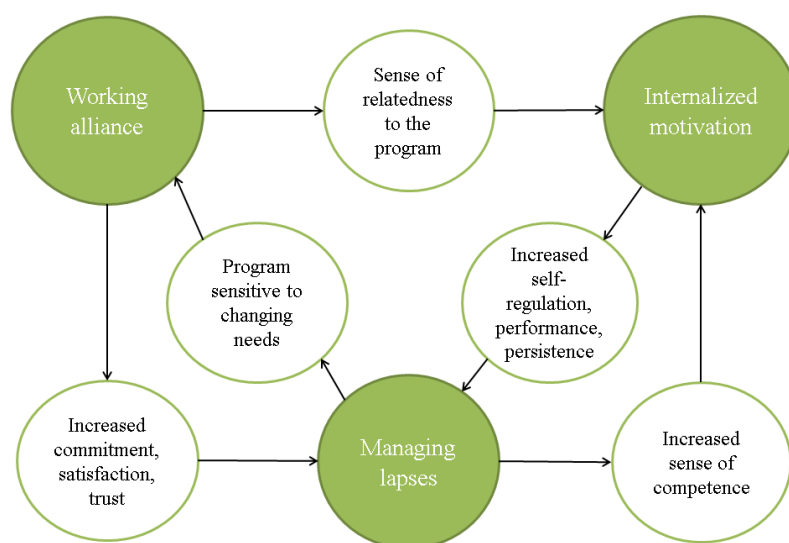 Working
alliance
Sense of
relatedness
to the
program
Internalized
motivation
Program
sensitive to
changing
needs
Increased
self-
regulation,
performance,
persistence
Increased
commitment,
satisfaction,
trust
Managing
lapses
Increased
sense of
competence